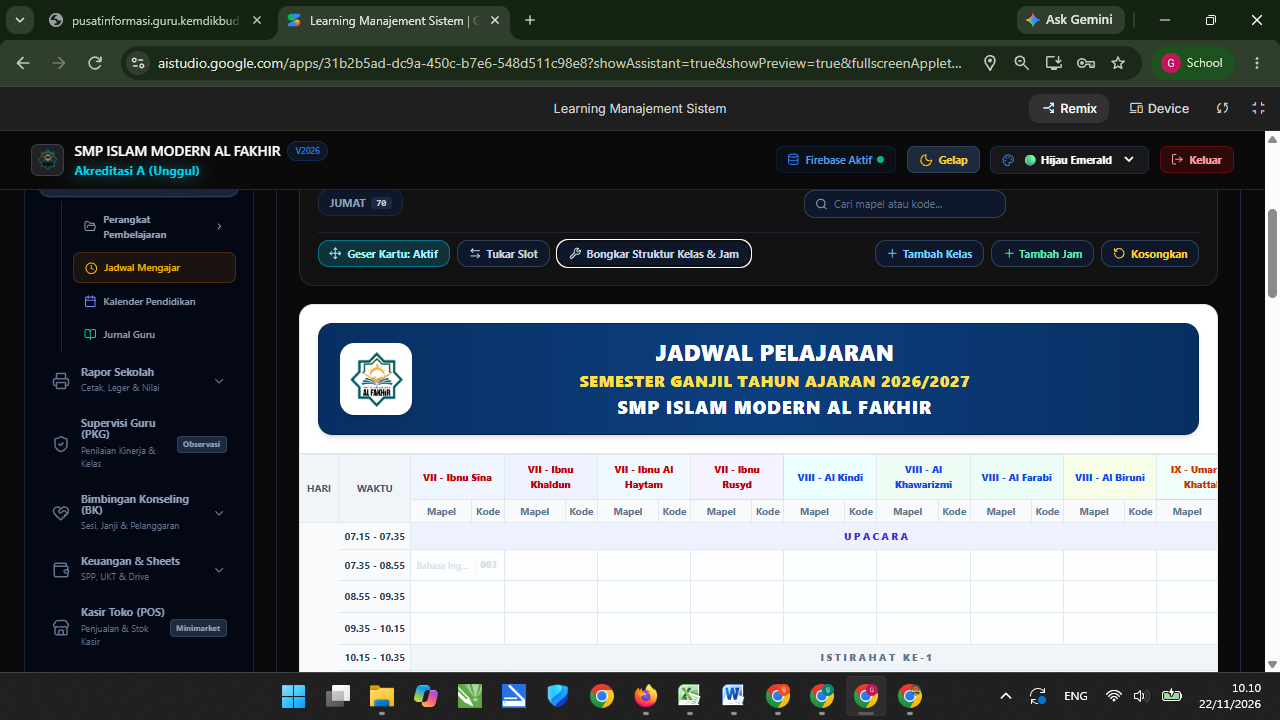 pusatinformasi.guru.kemdikbud
Learning Manajement Sistem |
Ask Gemini
aistudio.google.com/apps/31b2b5ad-dc9a-450c-b7e6-548d511c98e8?showAssistant=true&showPreview=true&fullscreenApplet...
G School
Learning Manajement Sistem
Remix
Device
SMP ISLAM MODERN AL FAKHIR V2026
Akreditasi A (Unggul)
Firebase Aktif
Gelap
Hijau Emerald
Keluar
Perangkat
Pembelajaran
Jadwal Mengajar
Kalender Pendidikan
Jurnal Guru
Rapor Sekolah
Cetak, Leger & Nilai
Supervisi Guru
(PKG)
Penilaian Kinerja &
Kelas
Observasi
Bimbingan Konseling
(BK)
Sesi, Janji & Pelanggaran
Keuangan & Sheets
SPP, UKT & Drive
Kasir Toko (POS)
Penjualan & Stok
Kasir
Minimarket
JUMAT 70
Cari mapel atau kode...
Geser Kartu: Aktif
Tukar Slot
Bongkar Struktur Kelas & Jam
+ Tambah Kelas
+ Tambah Jam
Kosongkan
AL FAKHIR
JADWAL PELAJARAN
SEMESTER GANJIL TAHUN AJARAN 2026/2027
SMP ISLAM MODERN AL FAKHIR
HARI WAKTU
VII - Ibnu Sina
VII - Ibnu
Khaldun
VII - Ibnu Al
Haytam
VII - Ibnu
Rusyd
VIII - Al Kindi
VIII - Al
Khawarizmi
VIII - Al Farabi
VIII - Al Biruni
IX - Umar
Khatta
Mapel Kode Mapel Kode Mapel Kode Mapel Kode Mapel Kode Mapel Kode Mapel Kode Mapel Kode Mapel
07.15 - 07.35 UPACARA
07.35 - 08.55 Bahasa Ing... 003
08.55 - 09.35
09.35 - 10.15
10.15 - 10.35 ISTIRAHAT KE-1
ENG
10.10
22/11/2026